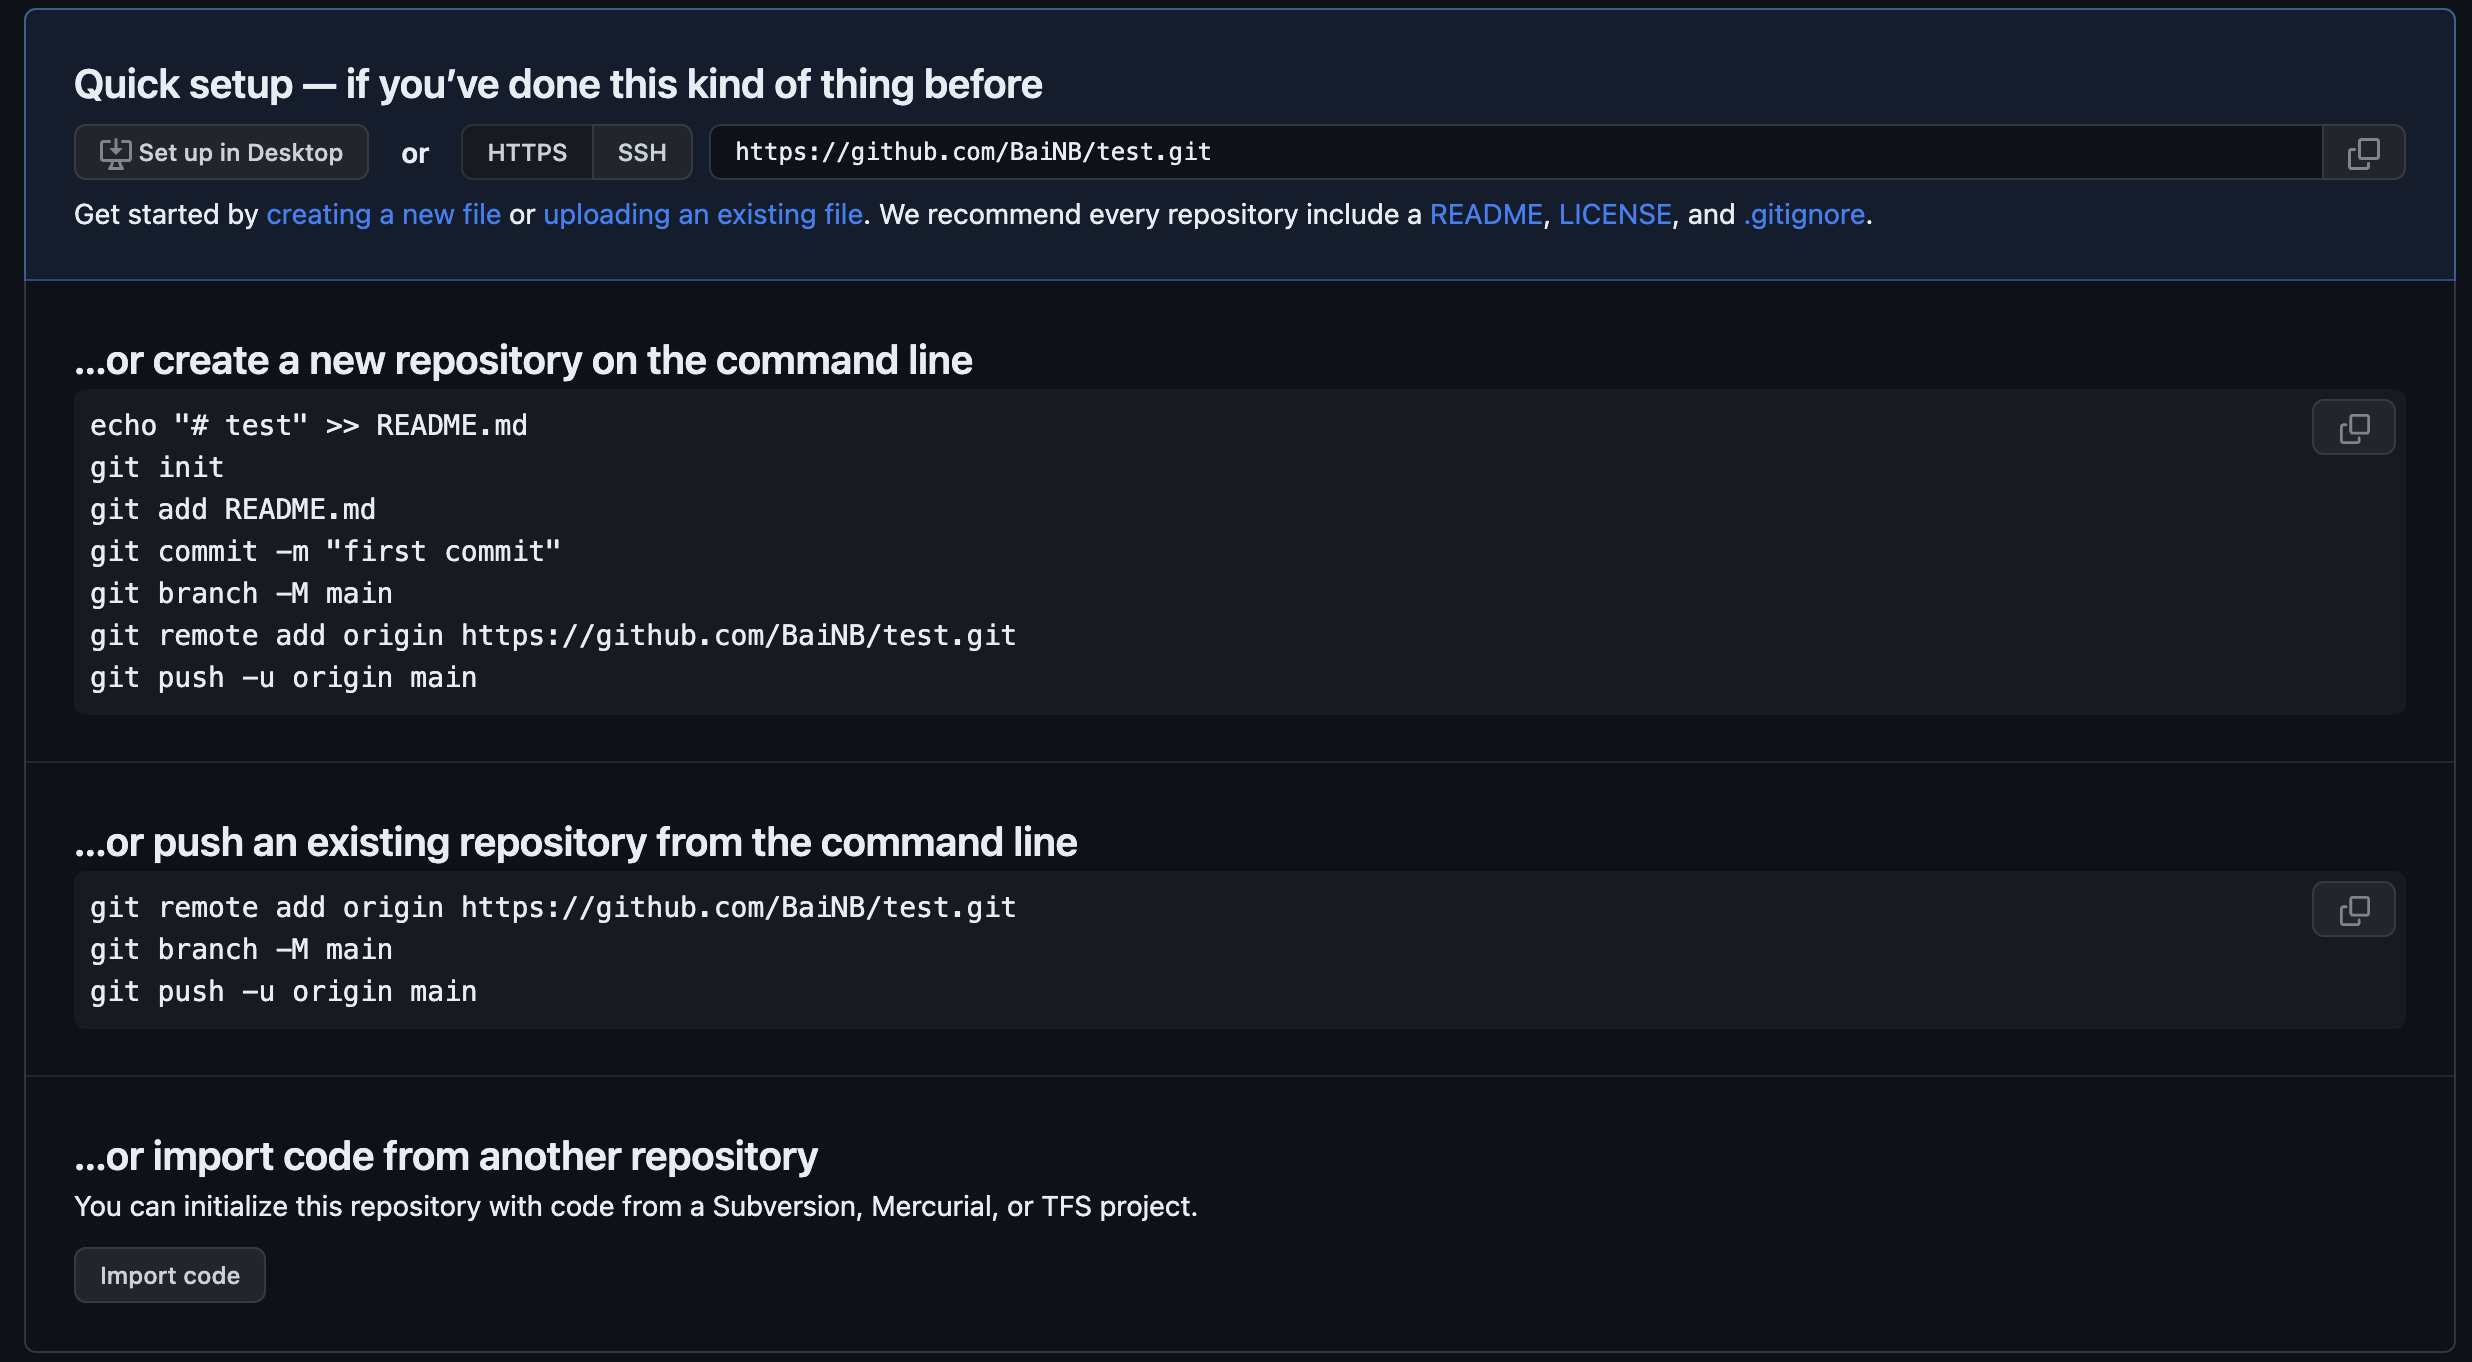 Quick setup — if you’ve done this kind of thing before
Set up in Desktop or HTTPS SSH https://github.com/BaiNB/test.git
Get started by creating a new file or uploading an existing file. We recommend every repository include a README, LICENSE, and .gitignore.
…or create a new repository on the command line
echo "# test" >> README.md
git init
git add README.md
git commit -m "first commit"
git branch -M main
git remote add origin https://github.com/BaiNB/test.git
git push -u origin main
…or push an existing repository from the command line
git remote add origin https://github.com/BaiNB/test.git
git branch -M main
git push -u origin main
…or import code from another repository
You can initialize this repository with code from a Subversion, Mercurial, or TFS project.
Import code